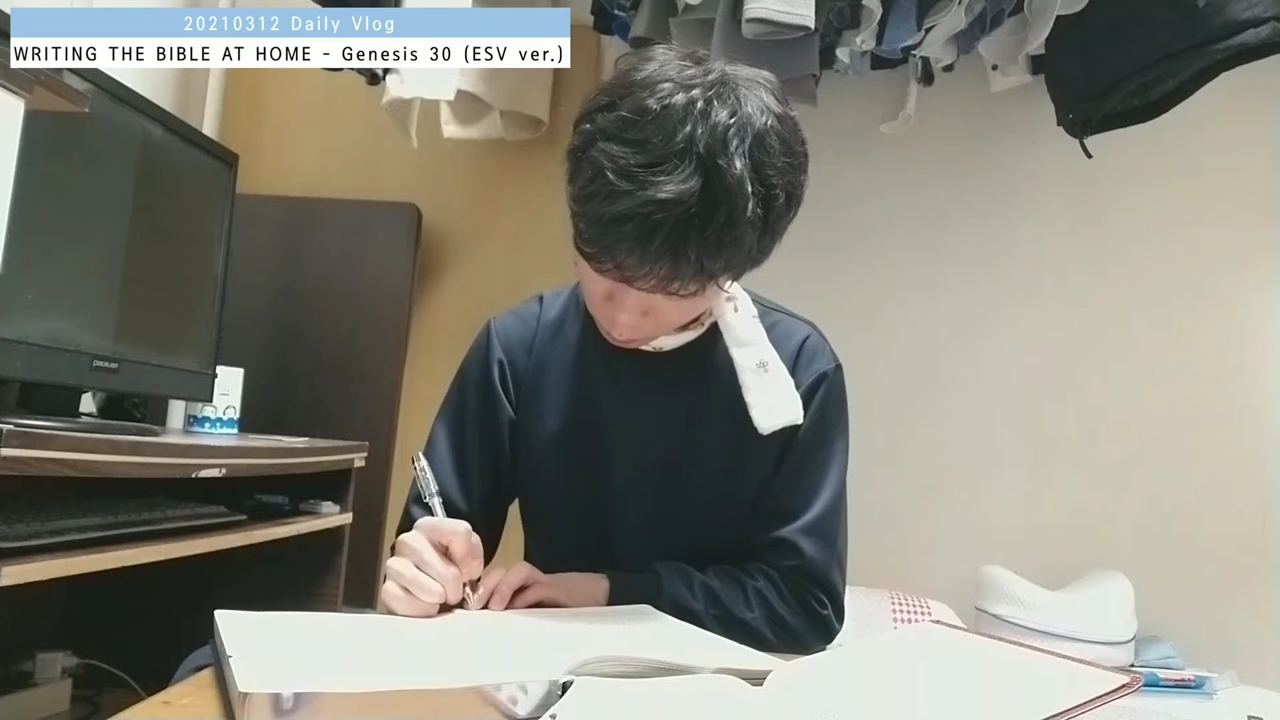 20210312 Daily Vlog
WRITING THE BIBLE AT HOME - Genesis 30 (ESV ver.)